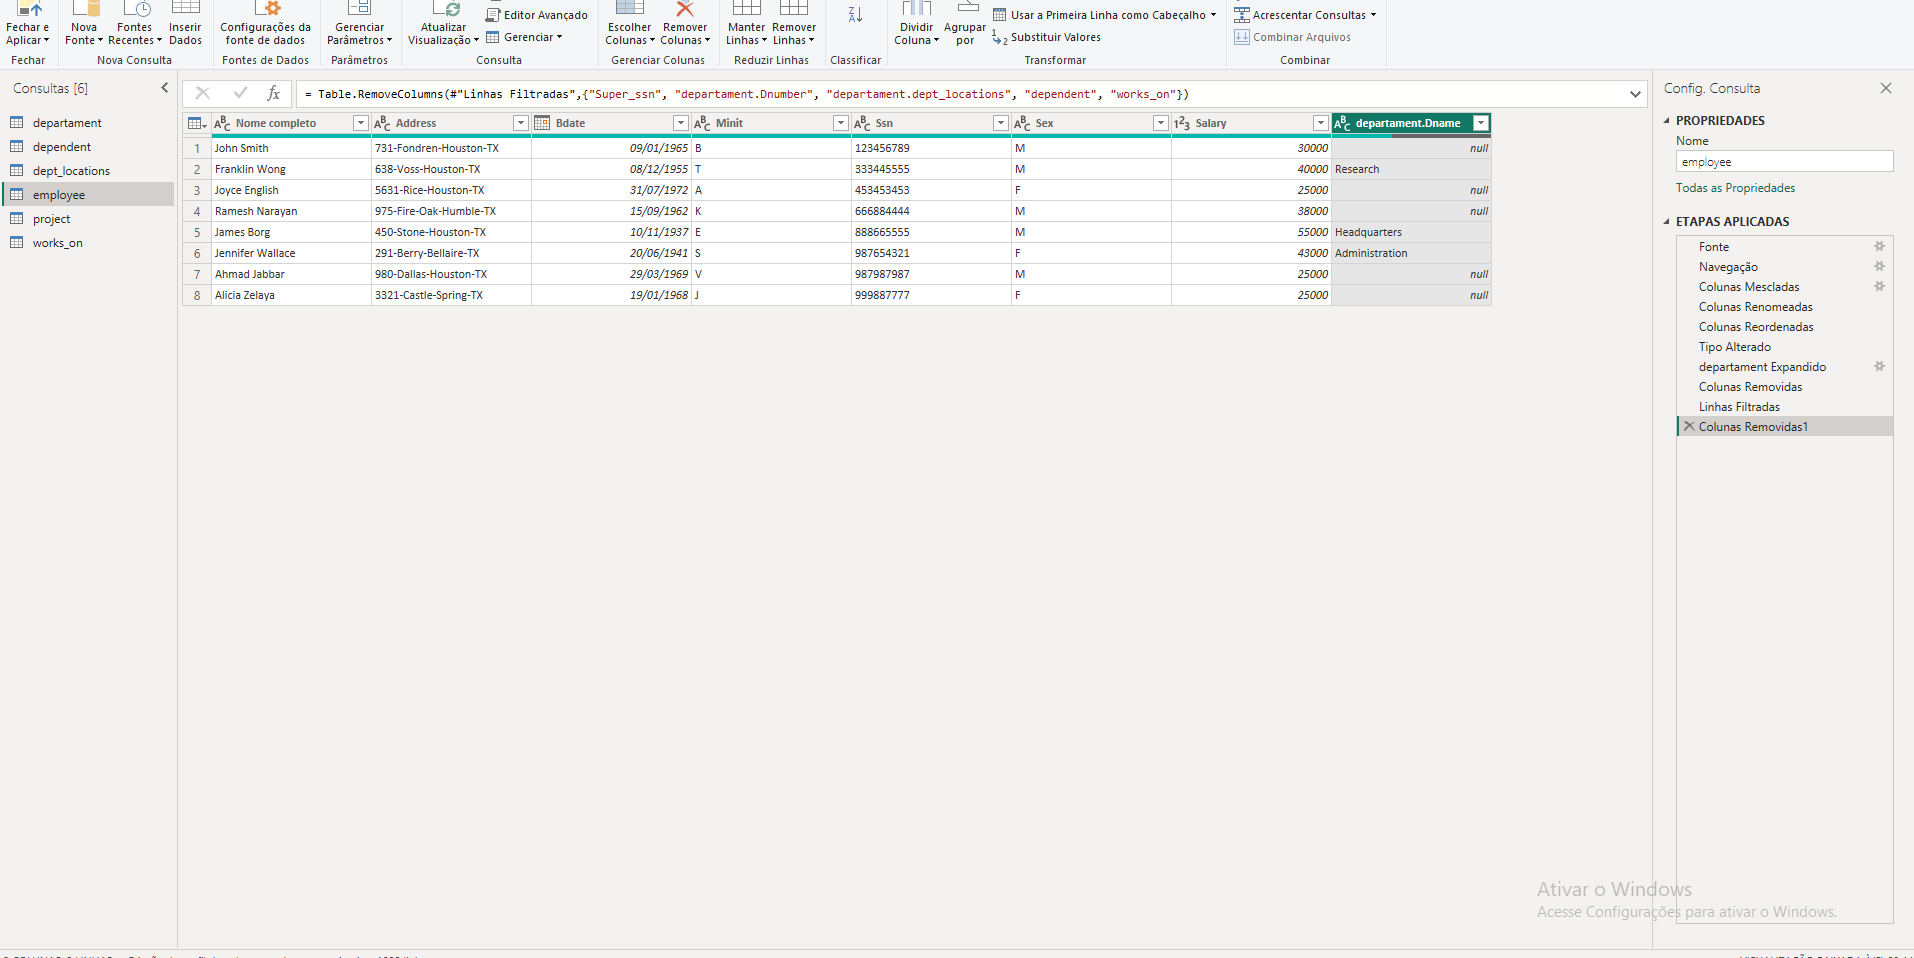 Fechar e
Aplicar
Nova
Fonte
Fontes
Recentes
Inserir
Dados
Configurações da
fonte de dados
Gerenciar
Parâmetros
Atualizar
Visualização
Editor Avançado
Gerenciar
Escolher
Colunas
Remover
Colunas
Manter
Linhas
Remover
Linhas
Dividir
Coluna
Agrupar
por
Usar a Primeira Linha como Cabeçalho
Substituir Valores
Acrescentar Consultas
Combinar Arquivos
Fechar
Nova Consulta
Fontes de Dados
Parâmetros
Consulta
Gerenciar Colunas
Reduzir Linhas
Classificar
Transformar
Combinar
Consultas [6]
departament
dependent
dept_locations
employee
project
works_on
fx = Table.RemoveColumns(#"Linhas Filtradas",{"Super_ssn", "departament.Dnumber", "departament.dept_locations", "dependent", "works_on"})
Nome completo Address Bdate Minit Ssn Sex Salary departament.Dname
1 John Smith 731-Fondren-Houston-TX 09/01/1965 B 123456789 M 30000 null
2 Franklin Wong 638-Voss-Houston-TX 08/12/1955 T 333445555 M 40000 Research
3 Joyce English 5631-Rice-Houston-TX 31/07/1972 A 453453453 F 25000 null
4 Ramesh Narayan 975-Fire-Oak-Humble-TX 15/09/1962 K 666884444 M 38000 null
5 James Borg 450-Stone-Houston-TX 10/11/1937 E 888665555 M 55000 Headquarters
6 Jennifer Wallace 291-Berry-Bellaire-TX 20/06/1941 S 987654321 F 43000 Administration
7 Ahmad Jabbar 980-Dallas-Houston-TX 29/03/1969 V 987987987 M 25000 null
8 Alicia Zelaya 3321-Castle-Spring-TX 19/01/1968 J 999887777 F 25000 null
Config. Consulta
PROPRIEDADES
Nome
employee
Todas as Propriedades
ETAPAS APLICADAS
Fonte
Navegação
Colunas Mescladas
Colunas Renomeadas
Colunas Reordenadas
Tipo Alterado
departament Expandido
Colunas Removidas
Linhas Filtradas
Colunas Removidas1
Ativar o Windows
Acesse Configurações para ativar o Windows.